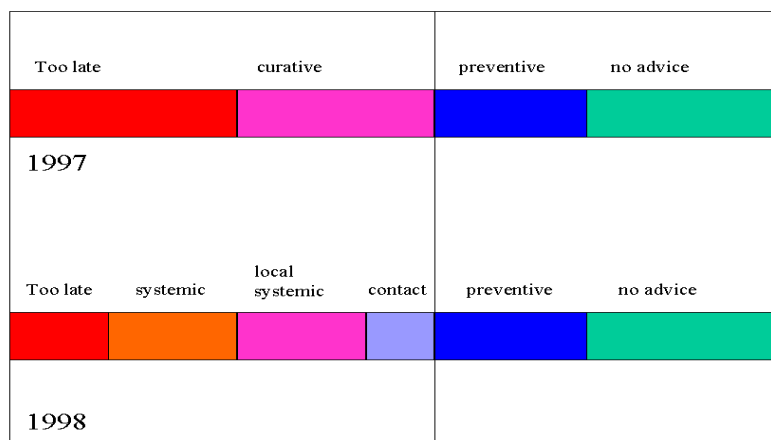 Too late curative preventive no advice
1997
local
Too late systemic systemic contact preventive no advice
1998